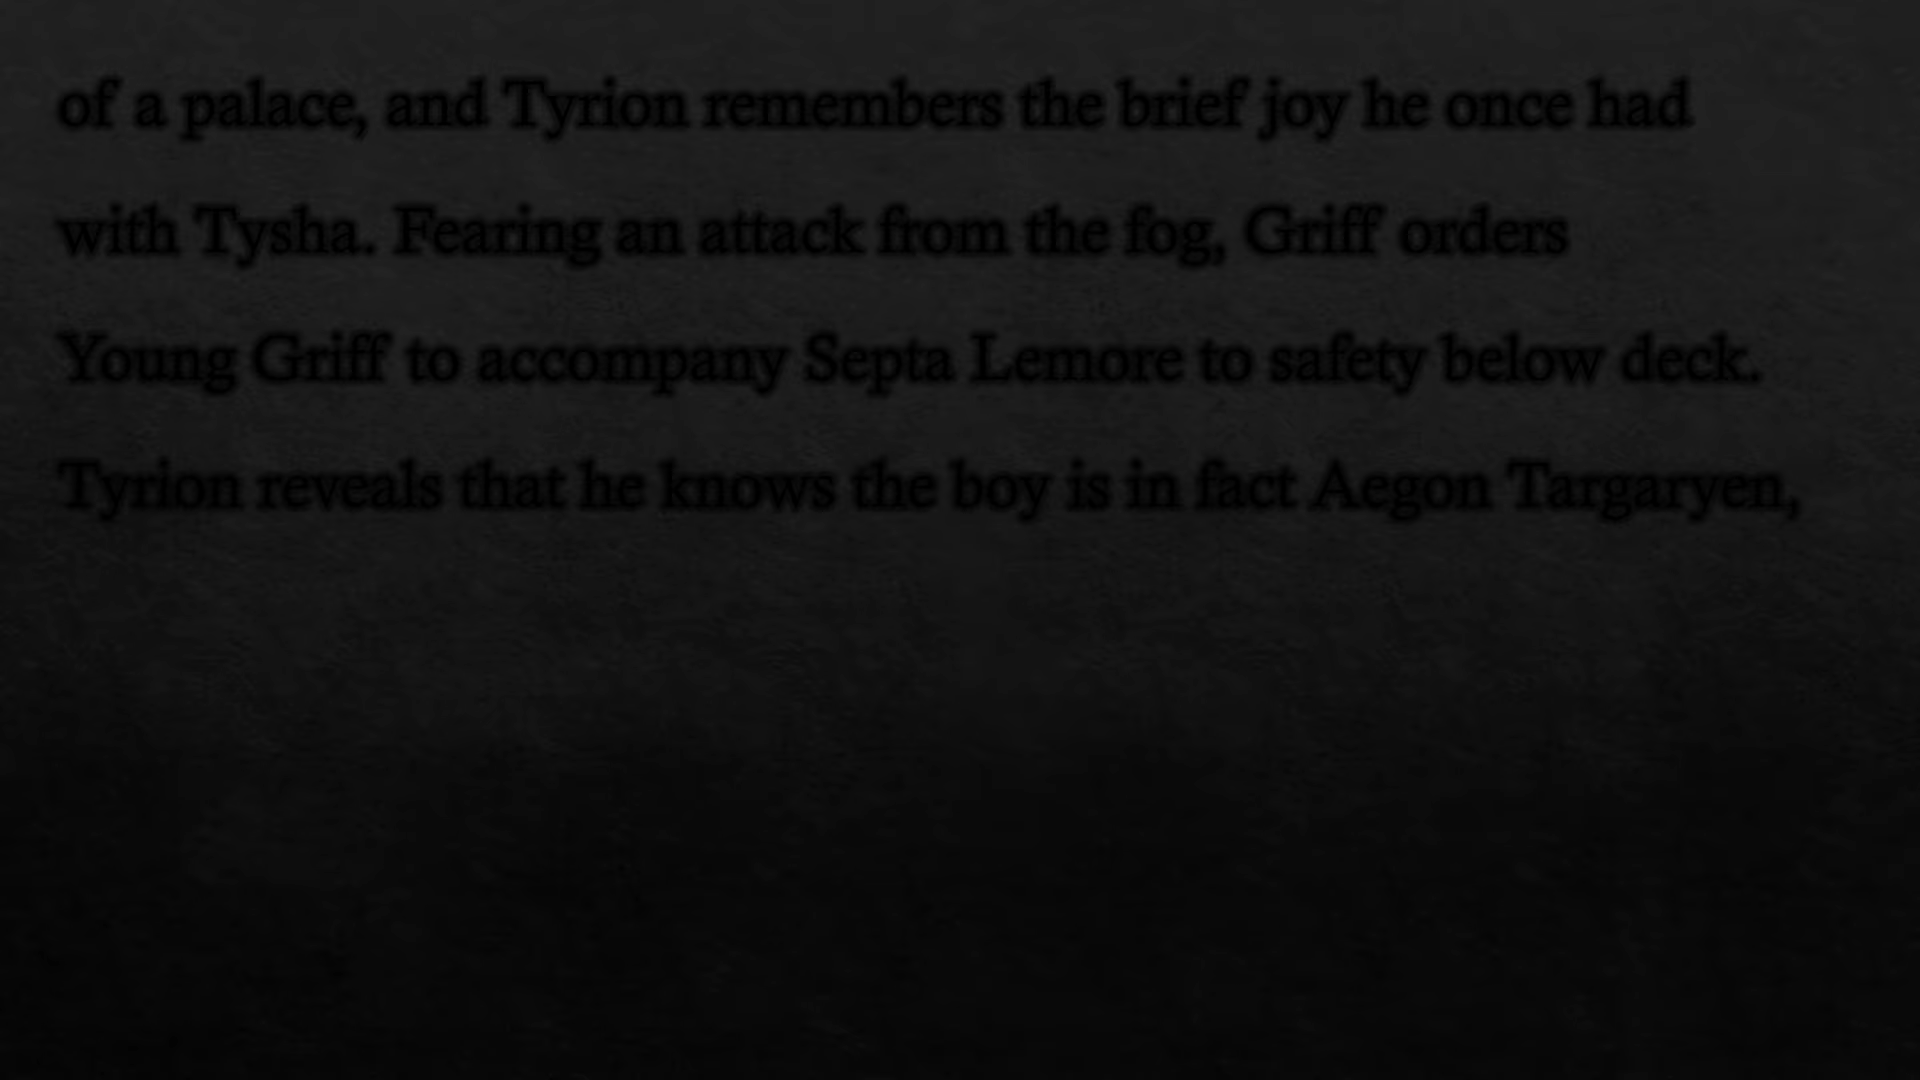 of a palace, and Tyrion remembers the brief joy he once had
with Tysha. Fearing an attack from the fog, Griff orders
Young Griff to accompany Septa Lemore to safety below deck.
Tyrion reveals that he knows the boy is in fact Aegon Targaryen,